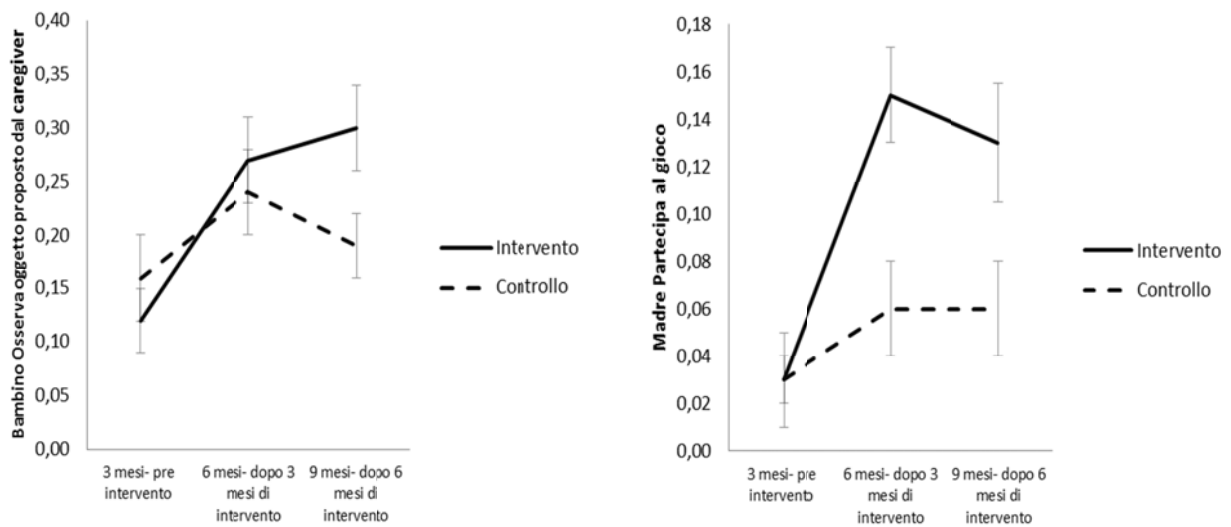 Bambino Osserva oggetto proposto dal caregiver
0,40
0,35
0,30
0,25
0,20
0,15
0,10
0,05
0,00
3 mesi- pre
intervento
6 mesi- dopo 3
mesi di
intervento
9 mesi- dopo 6
mesi di
intervento
Intervento
Controllo
Madre Partecipa al gioco
0,18
0,16
0,14
0,12
0,10
0,08
0,06
0,04
0,02
0,00
3 mesi- pre
intervento
6 mesi- dopo 3
mesi di
intervento
9 mesi- dopo 6
mesi di
intervento
Intervento
Controllo